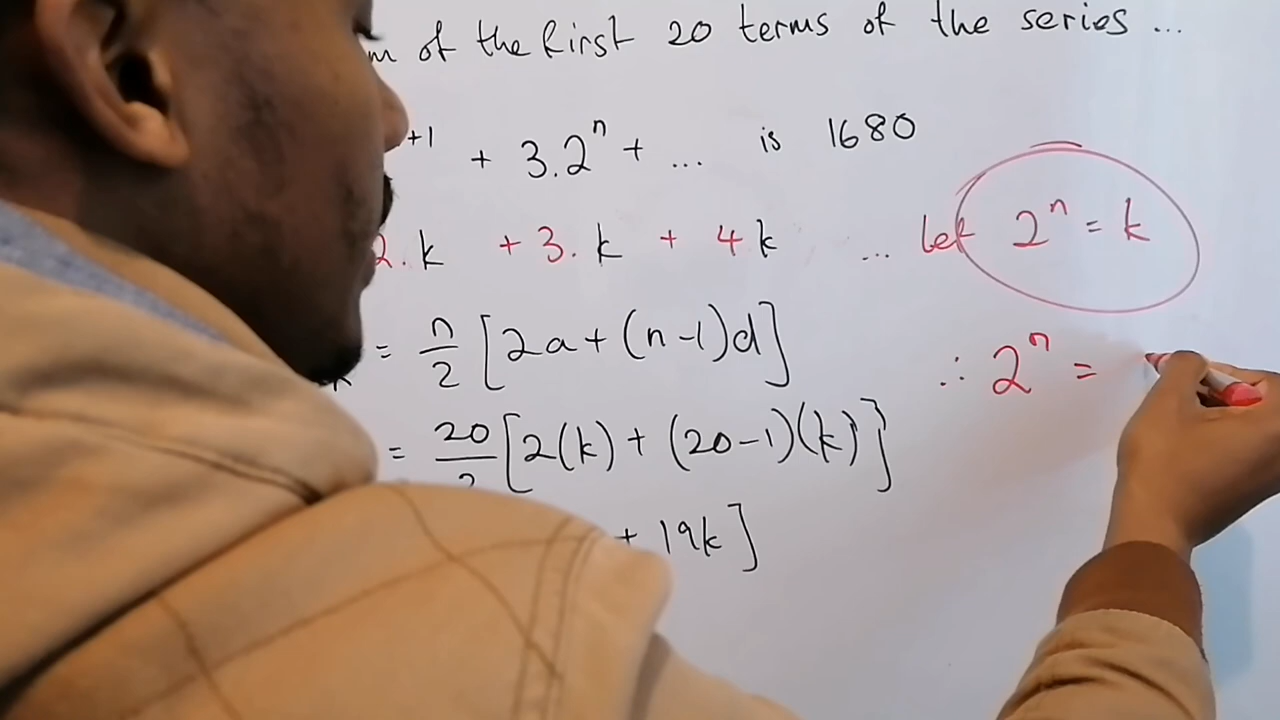 of the first 20 terms of the series ...
+1 + 3.2ⁿ + ... is 1680
2. k + 3. k + 4k ... let 2ⁿ = k
= n/2 [2a + (n-1)d]
∴ 2ⁿ =
= 20/2 [2(k) + (20-1)(k)]
+ 19k]